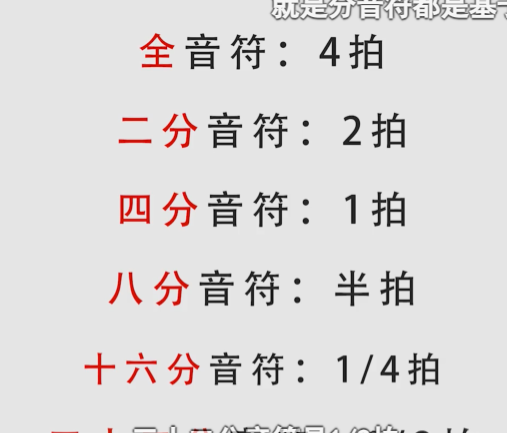 就是分音符都是基于
全音符：4拍
二分音符：2拍
四分音符：1拍
八分音符：半拍
十六分音符：1/4拍